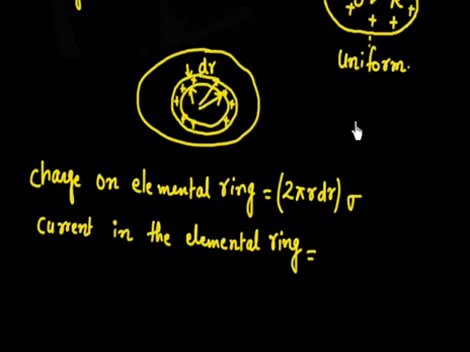 uniform.
dr
charge on elemental ring = (2πrdr) σ
current in the elemental ring =